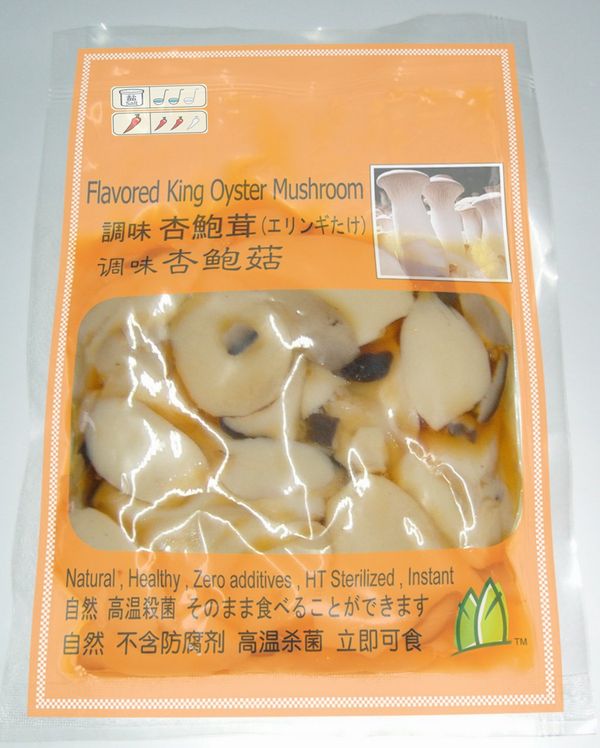 盐
Salt
Flavored King Oyster Mushroom
調味 杏鮑茸(エリンギたけ)
调味杏鲍菇
Natural , Healthy , Zero additives , HT Sterilized , Instant
自然 高温殺菌 そのまま食べることができます
自然 不含防腐剂 高温杀菌 立即可食
TM